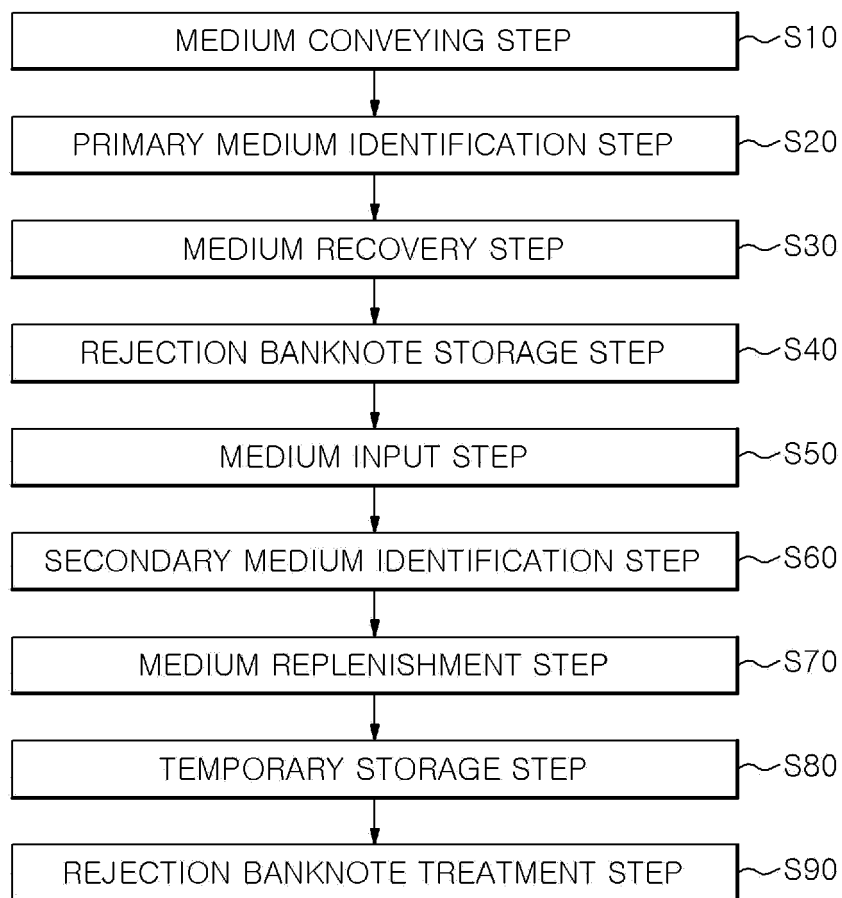 MEDIUM CONVEYING STEP S10
PRIMARY MEDIUM IDENTIFICATION STEP S20
MEDIUM RECOVERY STEP S30
REJECTION BANKNOTE STORAGE STEP S40
MEDIUM INPUT STEP S50
SECONDARY MEDIUM IDENTIFICATION STEP S60
MEDIUM REPLENISHMENT STEP S70
TEMPORARY STORAGE STEP S80
REJECTION BANKNOTE TREATMENT STEP S90